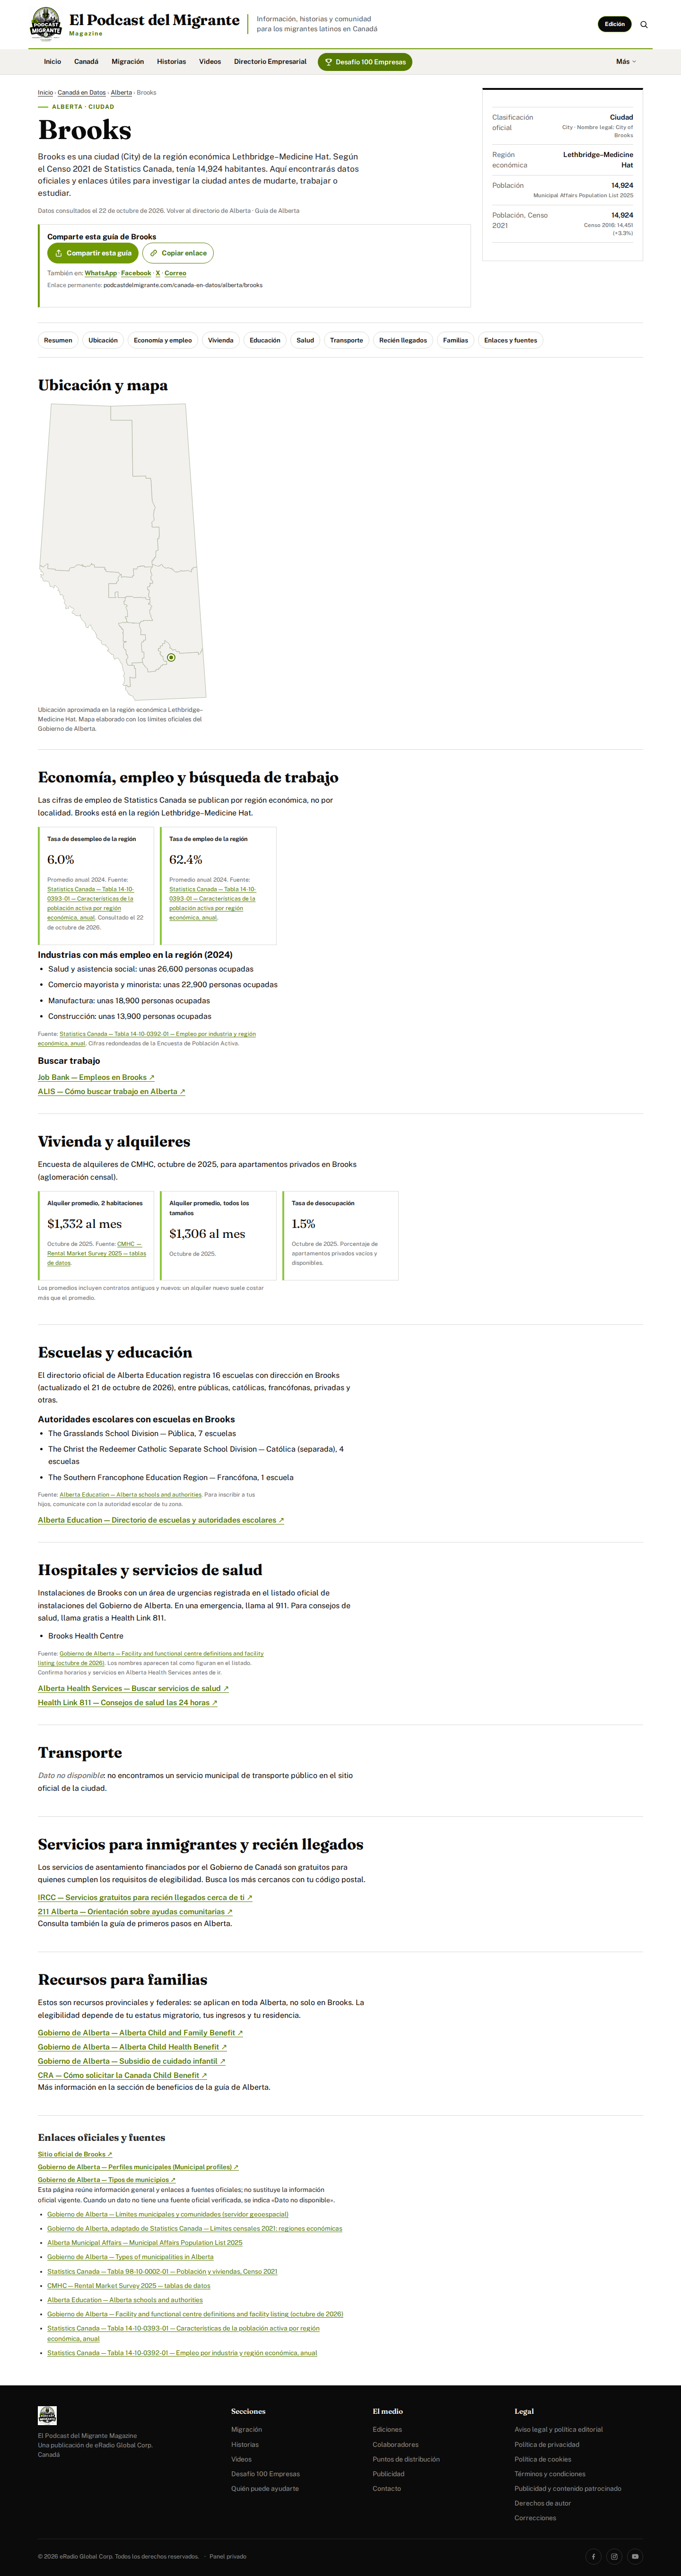 El Podcast del Migrante
Magazine
Información, historias y comunidad
para los migrantes latinos en Canadá
Edición
Inicio Canadá Migración Historias Videos Directorio Empresarial Desafío 100 Empresas Más
Inicio › Canadá en Datos › Alberta › Brooks
ALBERTA · CIUDAD
Brooks
Brooks es una ciudad (City) de la región económica Lethbridge–Medicine Hat. Según
el Censo 2021 de Statistics Canada, tenía 14,924 habitantes. Aquí encontrarás datos
oficiales y enlaces útiles para investigar la ciudad antes de mudarte, trabajar o
estudiar.
Datos consultados el 22 de octubre de 2026. Volver al directorio de Alberta · Guía de Alberta
Comparte esta guía de Brooks
Compartir esta guía Copiar enlace
También en: WhatsApp · Facebook · X · Correo
Enlace permanente: podcastdelmigrante.com/canada-en-datos/alberta/brooks
Clasificación oficial
Ciudad
City · Nombre legal: City of
Brooks
Región económica
Lethbridge–Medicine
Hat
Población
14,924
Municipal Affairs Population List 2025
Población, Censo 2021
14,924
Censo 2016: 14,451
(+3.3%)
Resumen Ubicación Economía y empleo Vivienda Educación Salud Transporte Recién llegados Familias Enlaces y fuentes
Ubicación y mapa
Ubicación aproximada en la región económica Lethbridge–
Medicine Hat. Mapa elaborado con los límites oficiales del
Gobierno de Alberta.
Economía, empleo y búsqueda de trabajo
Las cifras de empleo de Statistics Canada se publican por región económica, no por
localidad. Brooks está en la región Lethbridge–Medicine Hat.
Tasa de desempleo de la región
6.0%
Promedio anual 2024. Fuente:
Statistics Canada — Tabla 14-10-
0393-01 — Características de la
población activa por región
económica, anual. Consultado el 22
de octubre de 2026.
Tasa de empleo de la región
62.4%
Promedio anual 2024. Fuente:
Statistics Canada — Tabla 14-10-
0393-01 — Características de la
población activa por región
económica, anual.
Industrias con más empleo en la región (2024)
• Salud y asistencia social: unas 26,600 personas ocupadas
• Comercio mayorista y minorista: unas 22,900 personas ocupadas
• Manufactura: unas 18,900 personas ocupadas
• Construcción: unas 13,900 personas ocupadas
Fuente: Statistics Canada — Tabla 14-10-0392-01 — Empleo por industria y región
económica, anual. Cifras redondeadas de la Encuesta de Población Activa.
Buscar trabajo
Job Bank — Empleos en Brooks ↗
ALIS — Cómo buscar trabajo en Alberta ↗
Vivienda y alquileres
Encuesta de alquileres de CMHC, octubre de 2025, para apartamentos privados en Brooks
(aglomeración censal).
Alquiler promedio, 2 habitaciones
$1,332 al mes
Octubre de 2025. Fuente: CMHC —
Rental Market Survey 2025 — tablas
de datos.
Alquiler promedio, todos los
tamaños
$1,306 al mes
Octubre de 2025.
Tasa de desocupación
1.5%
Octubre de 2025. Porcentaje de
apartamentos privados vacíos y
disponibles.
Los promedios incluyen contratos antiguos y nuevos: un alquiler nuevo suele costar
más que el promedio.
Escuelas y educación
El directorio oficial de Alberta Education registra 16 escuelas con dirección en Brooks
(actualizado el 21 de octubre de 2026), entre públicas, católicas, francófonas, privadas y
otras.
Autoridades escolares con escuelas en Brooks
• The Grasslands School Division — Pública, 7 escuelas
• The Christ the Redeemer Catholic Separate School Division — Católica (separada), 4
escuelas
• The Southern Francophone Education Region — Francófona, 1 escuela
Fuente: Alberta Education — Alberta schools and authorities. Para inscribir a tus
hijos, comunícate con la autoridad escolar de tu zona.
Alberta Education — Directorio de escuelas y autoridades escolares ↗
Hospitales y servicios de salud
Instalaciones de Brooks con un área de urgencias registrada en el listado oficial de
instalaciones del Gobierno de Alberta. En una emergencia, llama al 911. Para consejos de
salud, llama gratis a Health Link 811.
• Brooks Health Centre
Fuente: Gobierno de Alberta — Facility and functional centre definitions and facility
listing (octubre de 2026). Los nombres aparecen tal como figuran en el listado.
Confirma horarios y servicios en Alberta Health Services antes de ir.
Alberta Health Services — Buscar servicios de salud ↗
Health Link 811 — Consejos de salud las 24 horas ↗
Transporte
Dato no disponible: no encontramos un servicio municipal de transporte público en el sitio
oficial de la ciudad.
Servicios para inmigrantes y recién llegados
Los servicios de asentamiento financiados por el Gobierno de Canadá son gratuitos para
quienes cumplen los requisitos de elegibilidad. Busca los más cercanos con tu código postal.
IRCC — Servicios gratuitos para recién llegados cerca de ti ↗
211 Alberta — Orientación sobre ayudas comunitarias ↗
Consulta también la guía de primeros pasos en Alberta.
Recursos para familias
Estos son recursos provinciales y federales: se aplican en toda Alberta, no solo en Brooks. La
elegibilidad depende de tu estatus migratorio, tus ingresos y tu residencia.
Gobierno de Alberta — Alberta Child and Family Benefit ↗
Gobierno de Alberta — Alberta Child Health Benefit ↗
Gobierno de Alberta — Subsidio de cuidado infantil ↗
CRA — Cómo solicitar la Canada Child Benefit ↗
Más información en la sección de beneficios de la guía de Alberta.
Enlaces oficiales y fuentes
Sitio oficial de Brooks ↗
Gobierno de Alberta — Perfiles municipales (Municipal profiles) ↗
Gobierno de Alberta — Tipos de municipios ↗
Esta página reúne información general y enlaces a fuentes oficiales; no sustituye la información
oficial vigente. Cuando un dato no tiene una fuente oficial verificada, se indica «Dato no disponible».
• Gobierno de Alberta — Límites municipales y comunidades (servidor geoespacial)
• Gobierno de Alberta, adaptado de Statistics Canada — Límites censales 2021: regiones económicas
• Alberta Municipal Affairs — Municipal Affairs Population List 2025
• Gobierno de Alberta — Types of municipalities in Alberta
• Statistics Canada — Tabla 98-10-0002-01 — Población y viviendas, Censo 2021
• CMHC — Rental Market Survey 2025 — tablas de datos
• Alberta Education — Alberta schools and authorities
• Gobierno de Alberta — Facility and functional centre definitions and facility listing (octubre de 2026)
• Statistics Canada — Tabla 14-10-0393-01 — Características de la población activa por región
económica, anual
• Statistics Canada — Tabla 14-10-0392-01 — Empleo por industria y región económica, anual
El Podcast del Migrante Magazine
Una publicación de eRadio Global Corp.
Canadá
Secciones
Migración
Historias
Videos
Desafío 100 Empresas
Quién puede ayudarte
El medio
Ediciones
Colaboradores
Puntos de distribución
Publicidad
Contacto
Legal
Aviso legal y política editorial
Política de privacidad
Política de cookies
Términos y condiciones
Publicidad y contenido patrocinado
Derechos de autor
Correcciones
© 2026 eRadio Global Corp. Todos los derechos reservados. · Panel privado